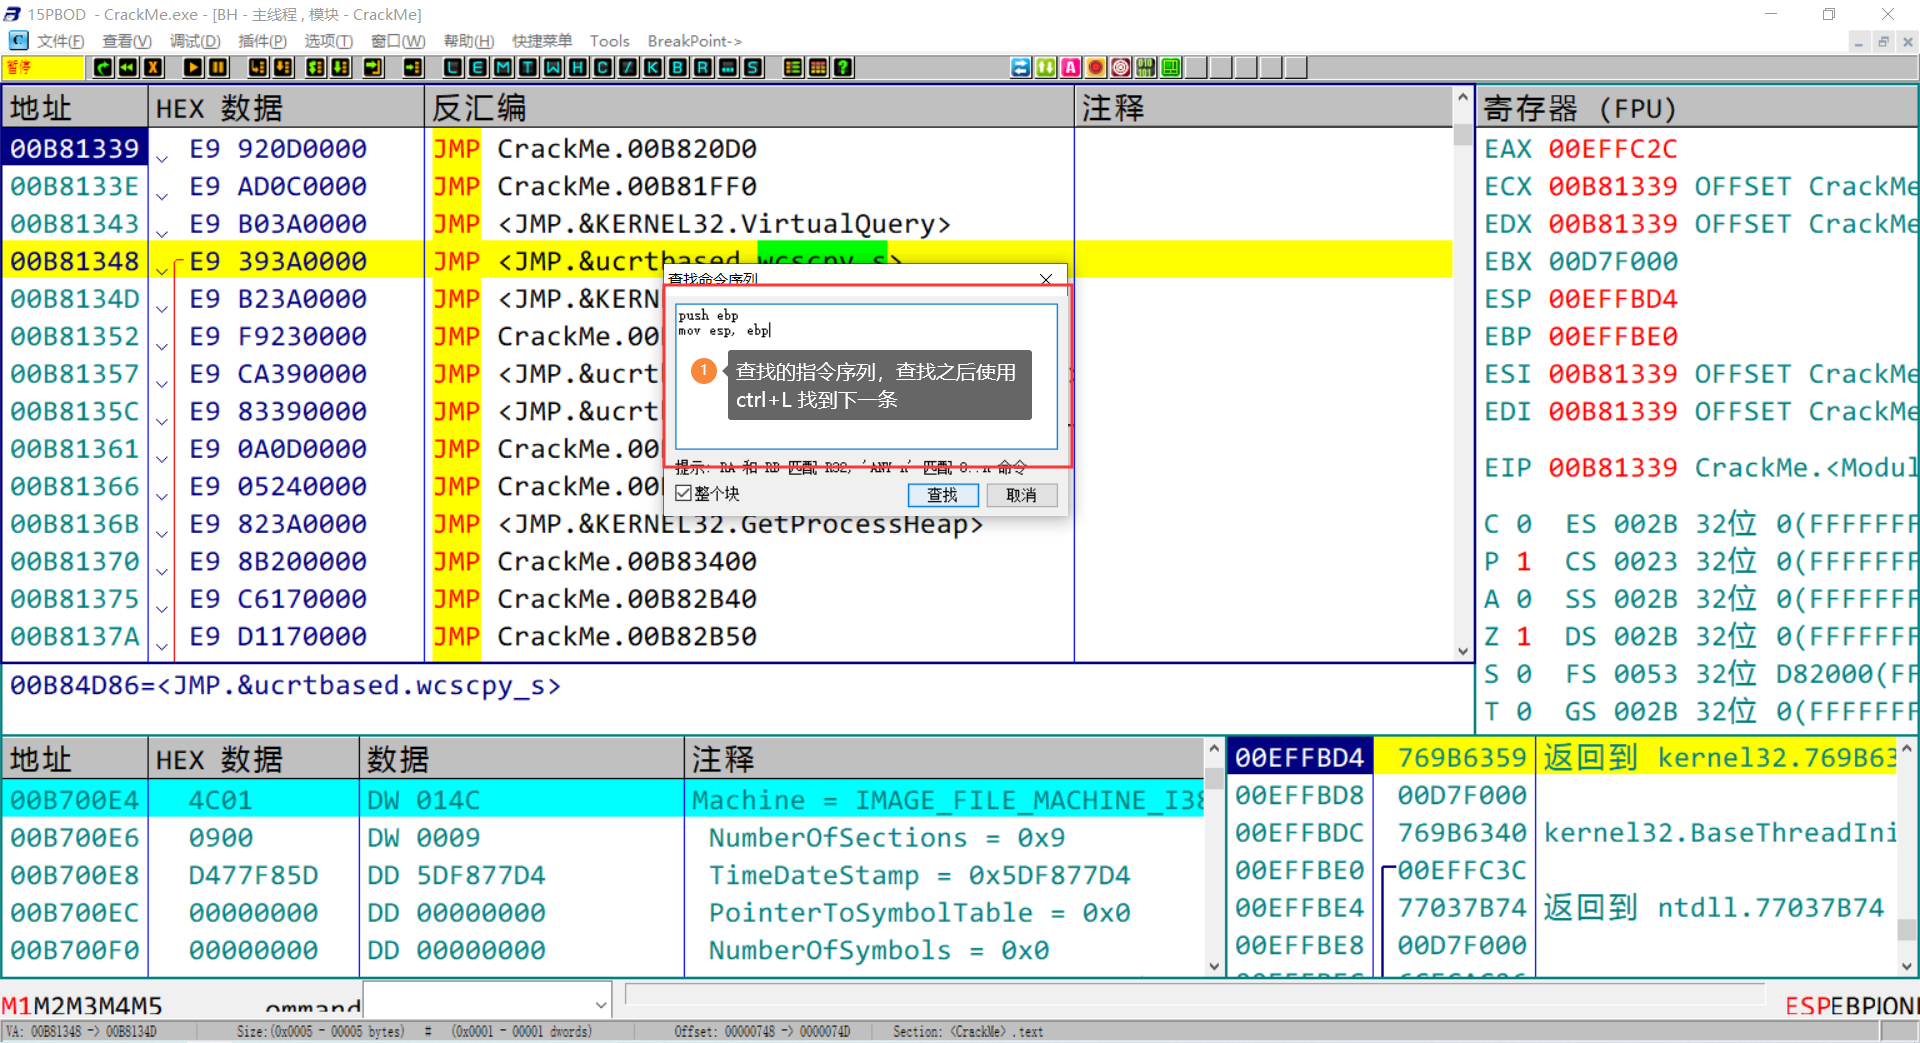 15PBOD - CrackMe.exe - [BH - 主线程 , 模块 - CrackMe]
文件(F) 查看(V) 调试(D) 插件(P) 选项(T) 窗口(W) 帮助(H) 快捷菜单 Tools BreakPoint->
暂停 L E M T W H C / K B R ... S ?
地址 HEX 数据 反汇编 注释
00B81339 E9 920D0000 JMP CrackMe.00B820D0
00B8133E E9 AD0C0000 JMP CrackMe.00B81FF0
00B81343 E9 B03A0000 JMP <JMP.&KERNEL32.VirtualQuery>
00B81348 E9 393A0000 JMP <JMP.&ucrtbased.wcscpy_s>
00B8134D E9 B23A0000 JMP <JMP.&KERN
00B81352 E9 F9230000 JMP CrackMe.00
00B81357 E9 CA390000 JMP <JMP.&ucrt
00B8135C E9 83390000 JMP <JMP.&ucrt
00B81361 E9 0A0D0000 JMP CrackMe.00
00B81366 E9 05240000 JMP CrackMe.00
00B8136B E9 823A0000 JMP <JMP.&KERNEL32.GetProcessHeap>
00B81370 E9 8B200000 JMP CrackMe.00B83400
00B81375 E9 C6170000 JMP CrackMe.00B82B40
00B8137A E9 D1170000 JMP CrackMe.00B82B50
查找命令序列
push ebp
mov esp, ebp
1
查找的指令序列，查找之后使用
ctrl+L 找到下一条
提示: RA 和 RB 匹配 R32, 'ANY n' 匹配 0..n 命令
整个块 查找 取消
00B84D86=<JMP.&ucrtbased.wcscpy_s>
寄存器 (FPU)
EAX 00EFFC2C
ECX 00B81339 OFFSET CrackMe
EDX 00B81339 OFFSET CrackMe
EBX 00D7F000
ESP 00EFFBD4
EBP 00EFFBE0
ESI 00B81339 OFFSET CrackMe
EDI 00B81339 OFFSET CrackMe
EIP 00B81339 CrackMe.<Modul
C 0 ES 002B 32位 0(FFFFFFF
P 1 CS 0023 32位 0(FFFFFFF
A 0 SS 002B 32位 0(FFFFFFF
Z 1 DS 002B 32位 0(FFFFFFF
S 0 FS 0053 32位 D82000(FF
T 0 GS 002B 32位 0(FFFFFFF
地址 HEX 数据 数据 注释
00B700E4 4C01 DW 014C Machine = IMAGE_FILE_MACHINE_I38
00B700E6 0900 DW 0009 NumberOfSections = 0x9
00B700E8 D477F85D DD 5DF877D4 TimeDateStamp = 0x5DF877D4
00B700EC 00000000 DD 00000000 PointerToSymbolTable = 0x0
00B700F0 00000000 DD 00000000 NumberOfSymbols = 0x0
00EFFBD4 769B6359 返回到 kernel32.769B63
00EFFBD8 00D7F000
00EFFBDC 769B6340 kernel32.BaseThreadIni
00EFFBE0 00EFFC3C
00EFFBE4 77037B74 返回到 ntdll.77037B74
00EFFBE8 00D7F000
M1M2M3M4M5 ommand ESPEBPIONI
VA: 00B81348 -> 00B8134D Size:(0x0005 - 00005 bytes) # (0x0001 - 00001 dwords) Offset: 00000748 -> 0000074D Section: <CrackMe> .text